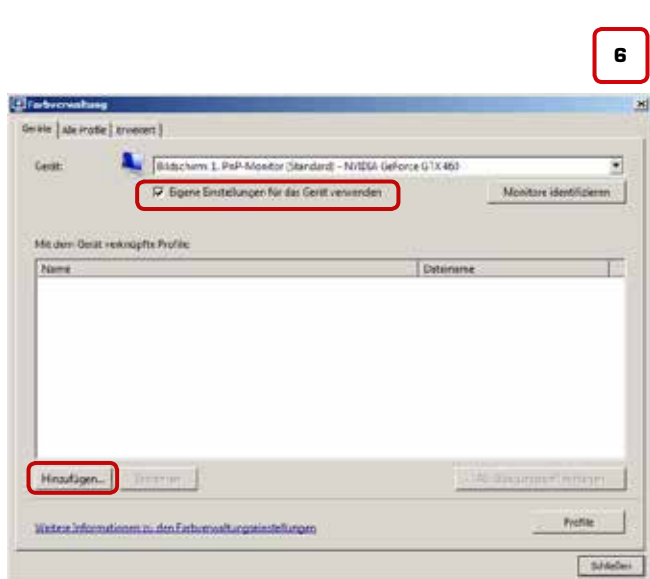 6
Farbverwaltung
Geräte Alle Profile Erweitert
Gerät: Bildschirm 1. PnP-Monitor (Standard) - NVIDIA GeForce GTX 460
Eigene Einstellungen für das Gerät verwenden Monitore identifizieren
Mit dem Gerät verknüpfte Profile:
Name Dateiname
Hinzufügen... Entfernen
Weitere Informationen zu den Farbverwaltungseinstellungen Profile
Schließen